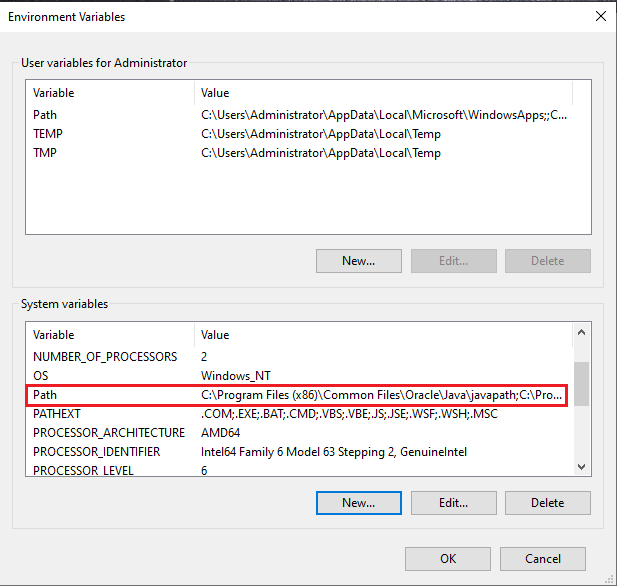 Environment Variables
User variables for Administrator
Variable Value
Path C:\Users\Administrator\AppData\Local\Microsoft\WindowsApps;;C...
TEMP C:\Users\Administrator\AppData\Local\Temp
TMP C:\Users\Administrator\AppData\Local\Temp
New... Edit... Delete
System variables
Variable Value
NUMBER_OF_PROCESSORS 2
OS Windows_NT
Path C:\Program Files (x86)\Common Files\Oracle\Java\javapath;C:\Pro...
PATHEXT .COM;.EXE;.BAT;.CMD;.VBS;.VBE;.JS;.JSE;.WSF;.WSH;.MSC
PROCESSOR_ARCHITECTURE AMD64
PROCESSOR_IDENTIFIER Intel64 Family 6 Model 63 Stepping 2, GenuineIntel
PROCESSOR_LEVEL 6
New... Edit... Delete
OK Cancel